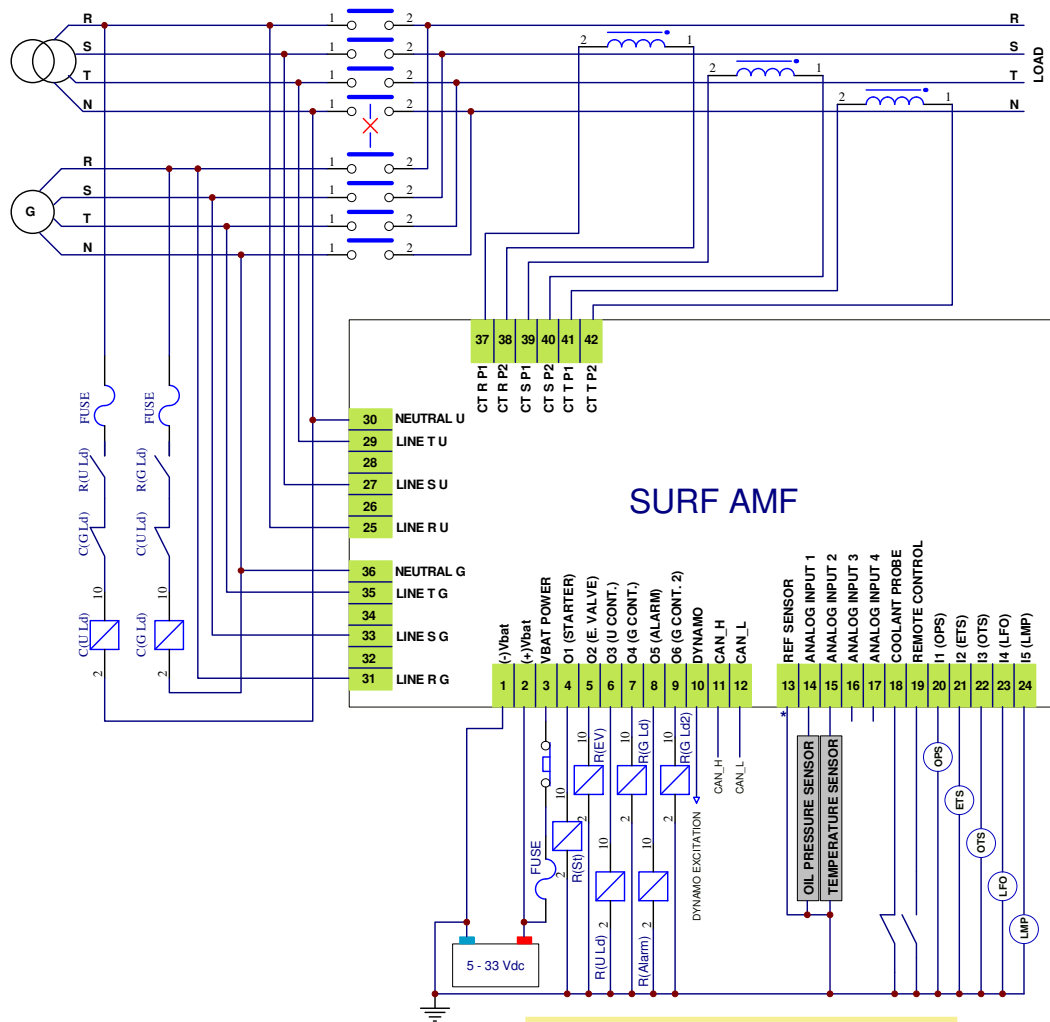 R 1 2 R
S 1 2 S
T 1 2 T
N 1 2 N
LOAD
2 1
2 1
2 1
R 1 2
S 1 2
G
T 1 2
N 1 2
37 38 39 40 41 42
CT R P1
CT R P2
CT S P1
CT S P2
CT T P1
CT T P2
FUSE
FUSE
R(U Ld)
R(G Ld)
C(G Ld)
C(U Ld)
10
10
C(U Ld)
C(G Ld)
2
2
30 NEUTRAL U
29 LINE T U
28
27 LINE S U
26
25 LINE R U
SURF AMF
36 NEUTRAL G
35 LINE T G
34
33 LINE S G
32
31 LINE R G
(-)Vbat
(+)Vbat
VBAT POWER
O1 (STARTER)
O2 (E. VALVE)
O3 (U CONT.)
O4 (G CONT.)
O5 (ALARM)
O6 (G CONT. 2)
DYNAMO
CAN_H
CAN_L
REF SENSOR
ANALOG INPUT 1
ANALOG INPUT 2
ANALOG INPUT 3
ANALOG INPUT 4
COOLANT PROBE
REMOTE CONTROL
I1 (OPS)
I2 (ETS)
I3 (OTS)
I4 (LFO)
I5 (LMP)
1 2 3 4 5 6 7 8 9 10 11 12
13 14 15 16 17 18 19 20 21 22 23 24
*
FUSE
10
R(St)
2
10
R(EV)
2
10
R(U Ld)
2
10
R(G Ld)
2
10
R(Alarm)
2
10
R(G Ld2)
2
DYNAMO EXCITATION
CAN_H
CAN_L
OIL PRESSURE SENSOR
TEMPERATURE SENSOR
OPS
ETS
OTS
LFO
LMP
5 - 33 Vdc